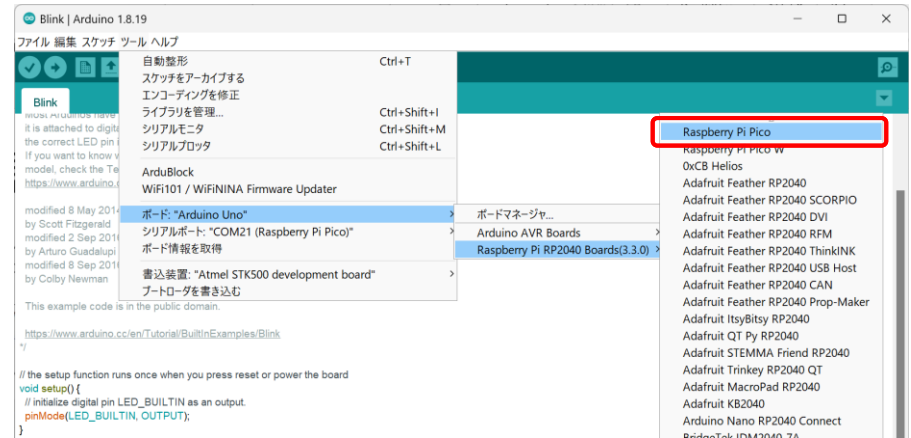 Blink | Arduino 1.8.19
ファイル 編集 スケッチ ツール ヘルプ
自動整形 Ctrl+T
スケッチをアーカイブする
エンコーディングを修正
ライブラリを管理... Ctrl+Shift+I
シリアルモニタ Ctrl+Shift+M
シリアルプロッタ Ctrl+Shift+L
ArduBlock
WiFi101 / WiFiNINA Firmware Updater
ボード: "Arduino Uno"
シリアルポート: "COM21 (Raspberry Pi Pico)"
ボード情報を取得
書込装置: "Atmel STK500 development board"
ブートローダを書き込む
ボードマネージャ...
Arduino AVR Boards
Raspberry Pi RP2040 Boards(3.3.0)
Raspberry Pi Pico
Raspberry Pi Pico W
0xCB Helios
Adafruit Feather RP2040
Adafruit Feather RP2040 SCORPIO
Adafruit Feather RP2040 DVI
Adafruit Feather RP2040 RFM
Adafruit Feather RP2040 ThinkINK
Adafruit Feather RP2040 USB Host
Adafruit Feather RP2040 CAN
Adafruit Feather RP2040 Prop-Maker
Adafruit ItsyBitsy RP2040
Adafruit QT Py RP2040
Adafruit STEMMA Friend RP2040
Adafruit Trinkey RP2040 QT
Adafruit MacroPad RP2040
Adafruit KB2040
Arduino Nano RP2040 Connect
BridgeTek IDM2040-7A
Blink
Most Arduinos have
it is attached to digita
the correct LED pin i
If you want to know v
model, check the Te
https://www.arduino.
modified 8 May 2014
by Scott Fitzgerald
modified 2 Sep 2016
by Arturo Guadalupi
modified 8 Sep 2016
by Colby Newman
This example code is in the public domain.
https://www.arduino.cc/en/Tutorial/BuiltInExamples/Blink
*/
// the setup function runs once when you press reset or power the board
void setup() {
// initialize digital pin LED_BUILTIN as an output.
pinMode(LED_BUILTIN, OUTPUT);
}